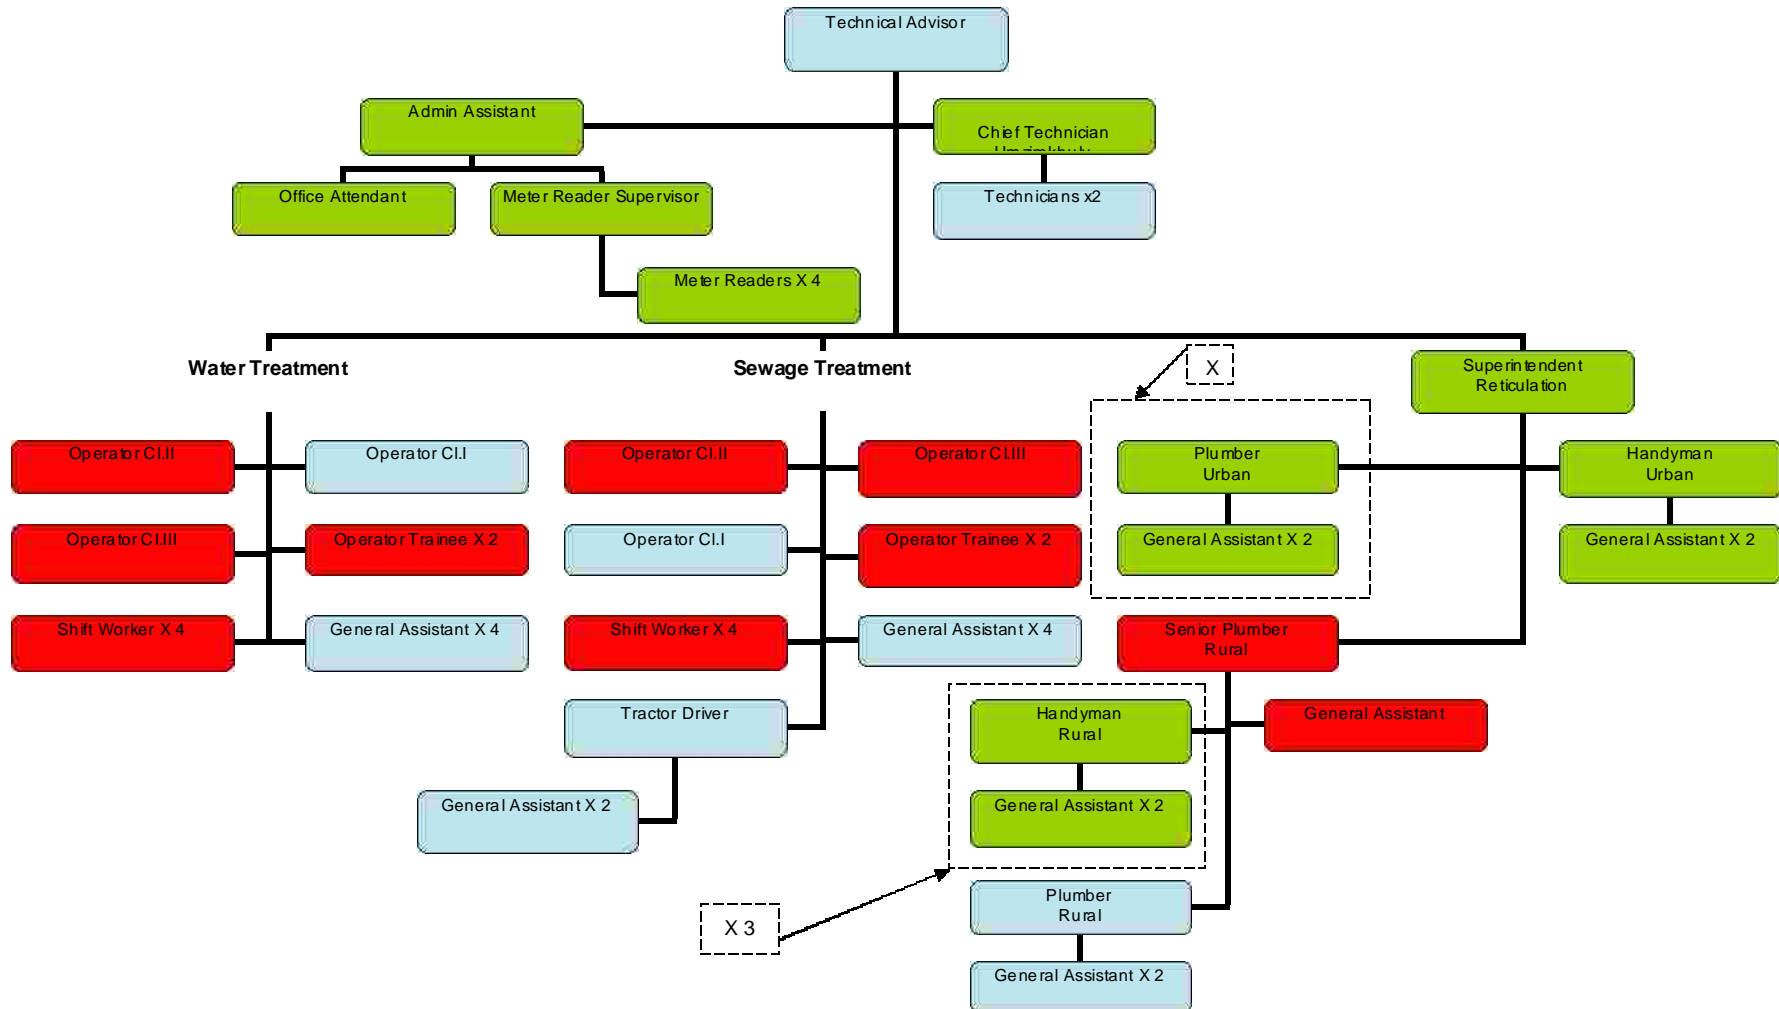 Technical Advisor
Admin Assistant
Chief Technician
Office Attendant
Meter Reader Supervisor
Technicians x2
Meter Readers X 4
Water Treatment
Sewage Treatment
X
Superintendent
Reticulation
Operator Cl.II
Operator Cl.I
Operator Cl.II
Operator Cl.III
Plumber
Urban
Handyman
Urban
Operator Cl.III
Operator Trainee X 2
Operator Cl.I
Operator Trainee X 2
General Assistant X 2
General Assistant X 2
Shift Worker X 4
General Assistant X 4
Shift Worker X 4
General Assistant X 4
Senior Plumber
Rural
Tractor Driver
Handyman
Rural
General Assistant
General Assistant X 2
General Assistant X 2
X 3
Plumber
Rural
General Assistant X 2